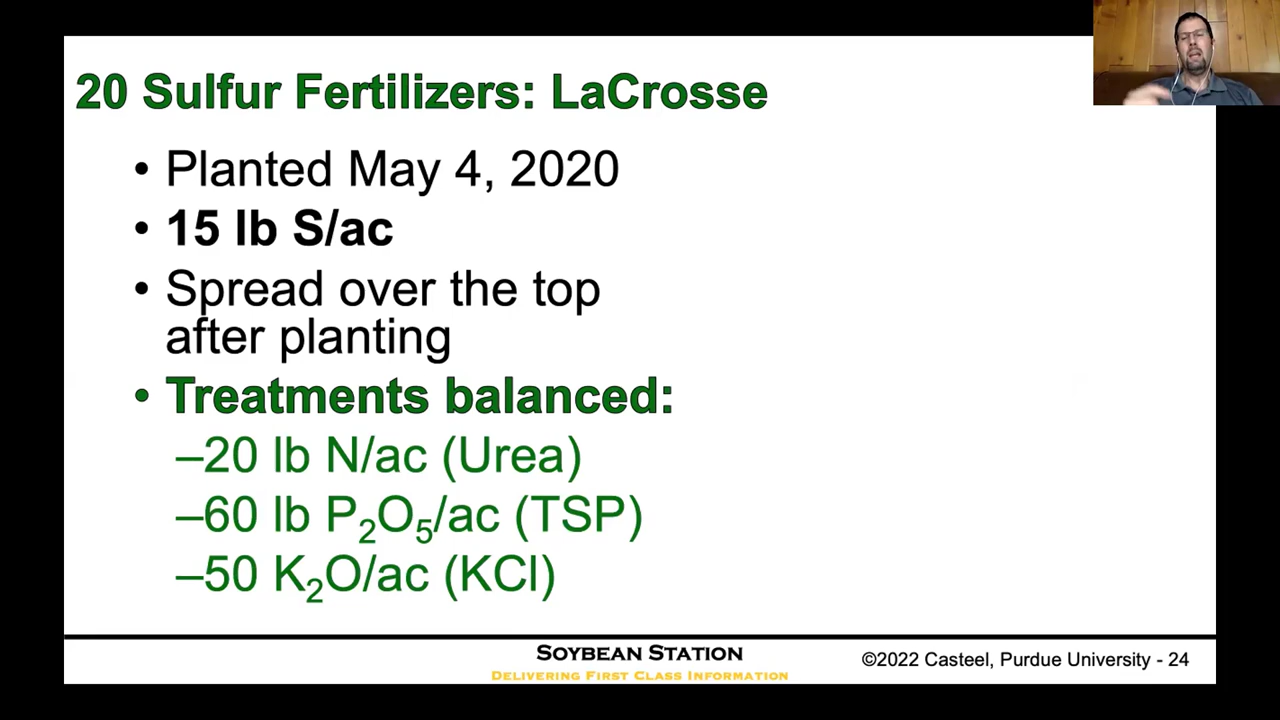 20 Sulfur Fertilizers: LaCrosse
• Planted May 4, 2020
• 15 lb S/ac
• Spread over the top
after planting
• Treatments balanced:
–20 lb N/ac (Urea)
–60 lb P₂O₅/ac (TSP)
–50 K₂O/ac (KCl)
Soybean Station
Delivering First Class Information
©2022 Casteel, Purdue University - 24